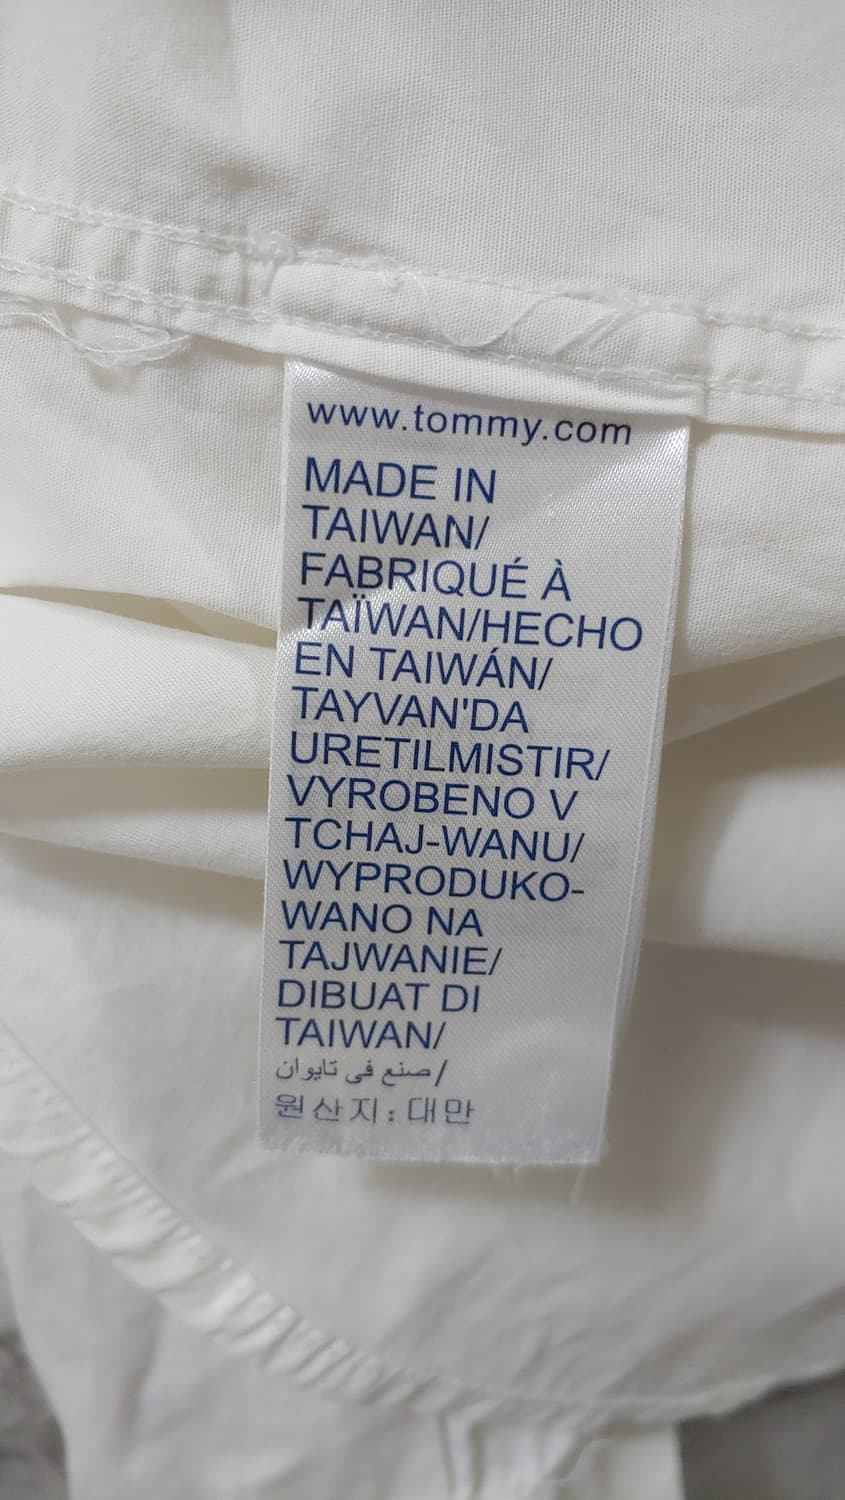 www.tommy.com
MADE IN
TAIWAN/
FABRIQUÉ À
TAÏWAN/HECHO
EN TAIWÁN/
TAYVAN'DA
URETILMISTIR/
VYROBENO V
TCHAJ-WANU/
WYPRODUKO-
WANO NA
TAJWANIE/
DIBUAT DI
TAIWAN/
/صنع في تايوان
원산지: 대만